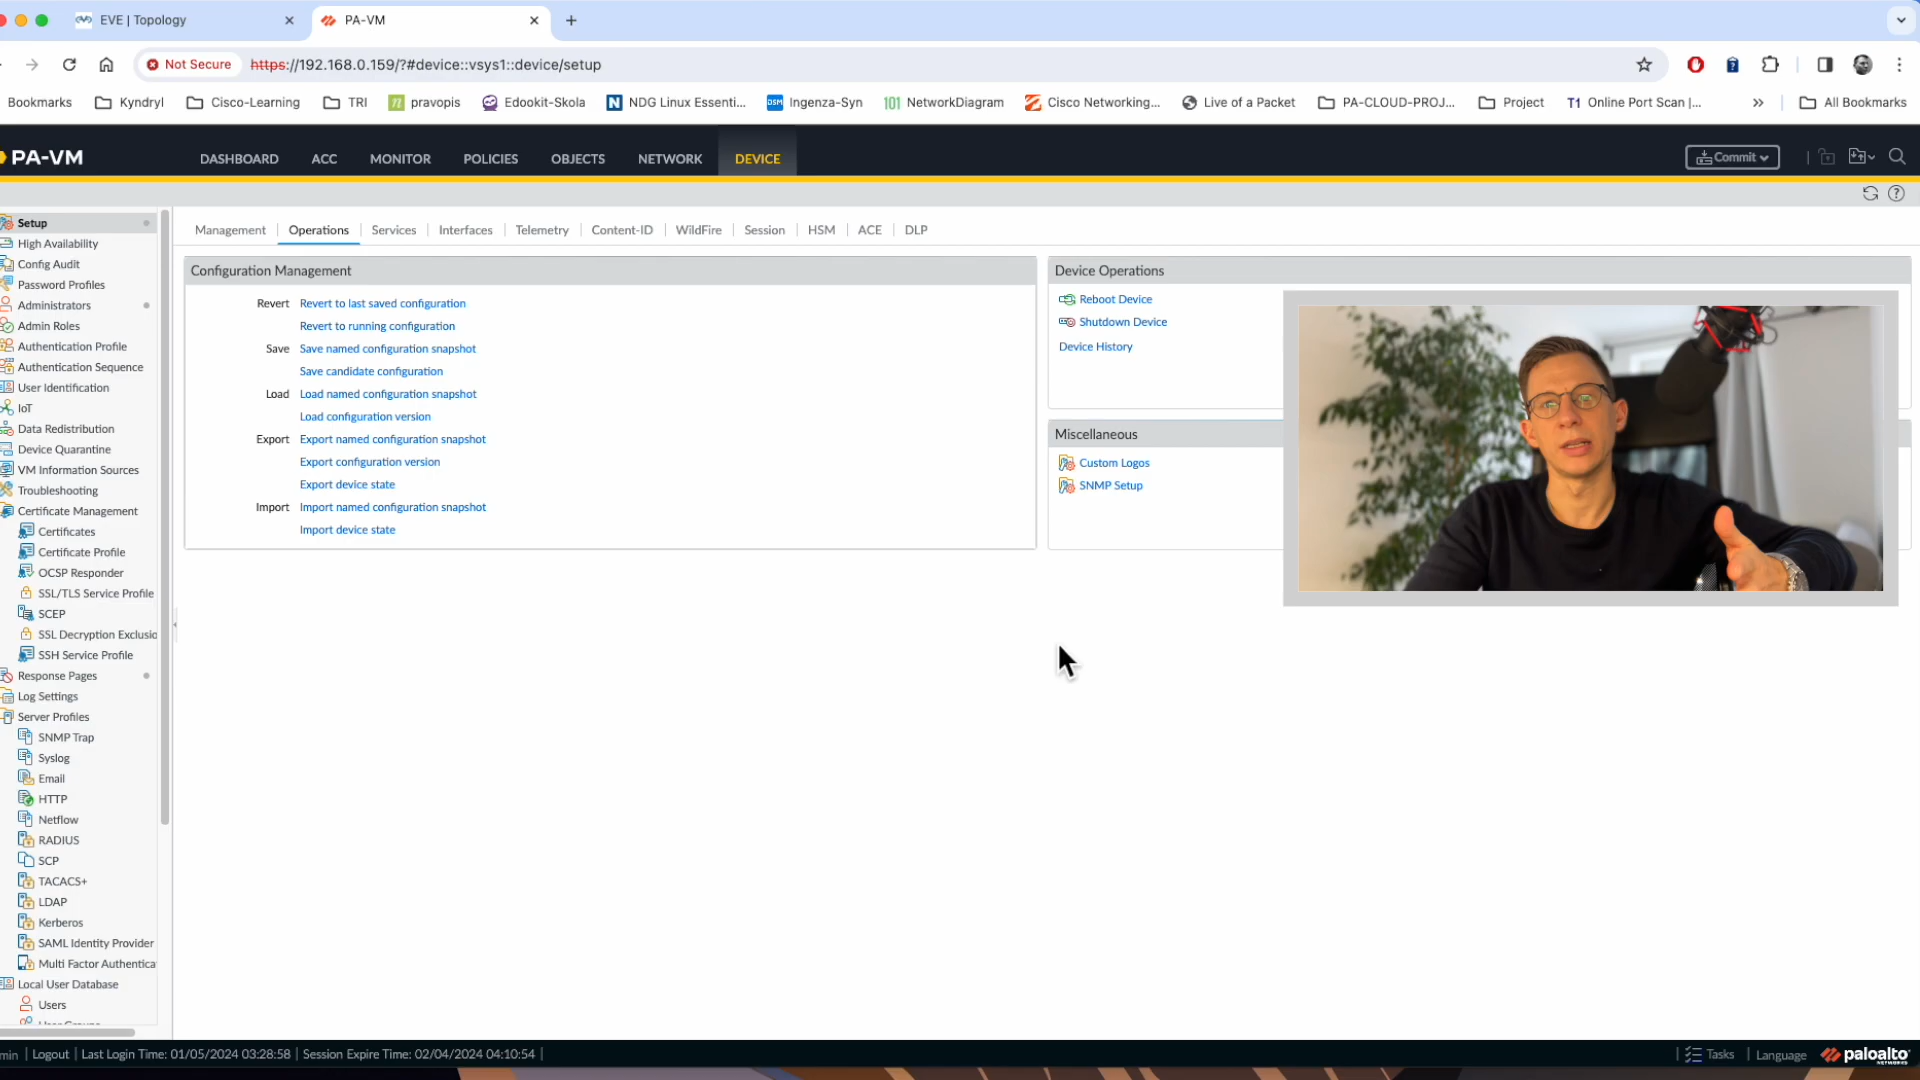 EVE | Topology
PA-VM
Not Secure
https://192.168.0.159/?#device::vsys1::device/setup
Bookmarks
Kyndryl
Cisco-Learning
TRI
pravopis
Edookit-Skola
NDG Linux Essenti...
Ingenza-Syn
NetworkDiagram
Cisco Networking...
Live of a Packet
PA-CLOUD-PROJ...
Project
T1 Online Port Scan |...
All Bookmarks
PA-VM
DASHBOARD
ACC
MONITOR
POLICIES
OBJECTS
NETWORK
DEVICE
Commit
Setup
High Availability
Config Audit
Password Profiles
Administrators
Admin Roles
Authentication Profile
Authentication Sequence
User Identification
IoT
Data Redistribution
Device Quarantine
VM Information Sources
Troubleshooting
Certificate Management
Certificates
Certificate Profile
OCSP Responder
SSL/TLS Service Profile
SCEP
SSL Decryption Exclusio
SSH Service Profile
Response Pages
Log Settings
Server Profiles
SNMP Trap
Syslog
Email
HTTP
Netflow
RADIUS
SCP
TACACS+
LDAP
Kerberos
SAML Identity Provider
Multi Factor Authentica
Local User Database
Users
Management
Operations
Services
Interfaces
Telemetry
Content-ID
WildFire
Session
HSM
ACE
DLP
Configuration Management
Revert Revert to last saved configuration
Revert to running configuration
Save Save named configuration snapshot
Save candidate configuration
Load Load named configuration snapshot
Load configuration version
Export Export named configuration snapshot
Export configuration version
Export device state
Import Import named configuration snapshot
Import device state
Device Operations
Reboot Device
Shutdown Device
Device History
Miscellaneous
Custom Logos
SNMP Setup
min | Logout | Last Login Time: 01/05/2024 03:28:58 | Session Expire Time: 02/04/2024 04:10:54 |
Tasks | Language
paloalto
NETWORKS